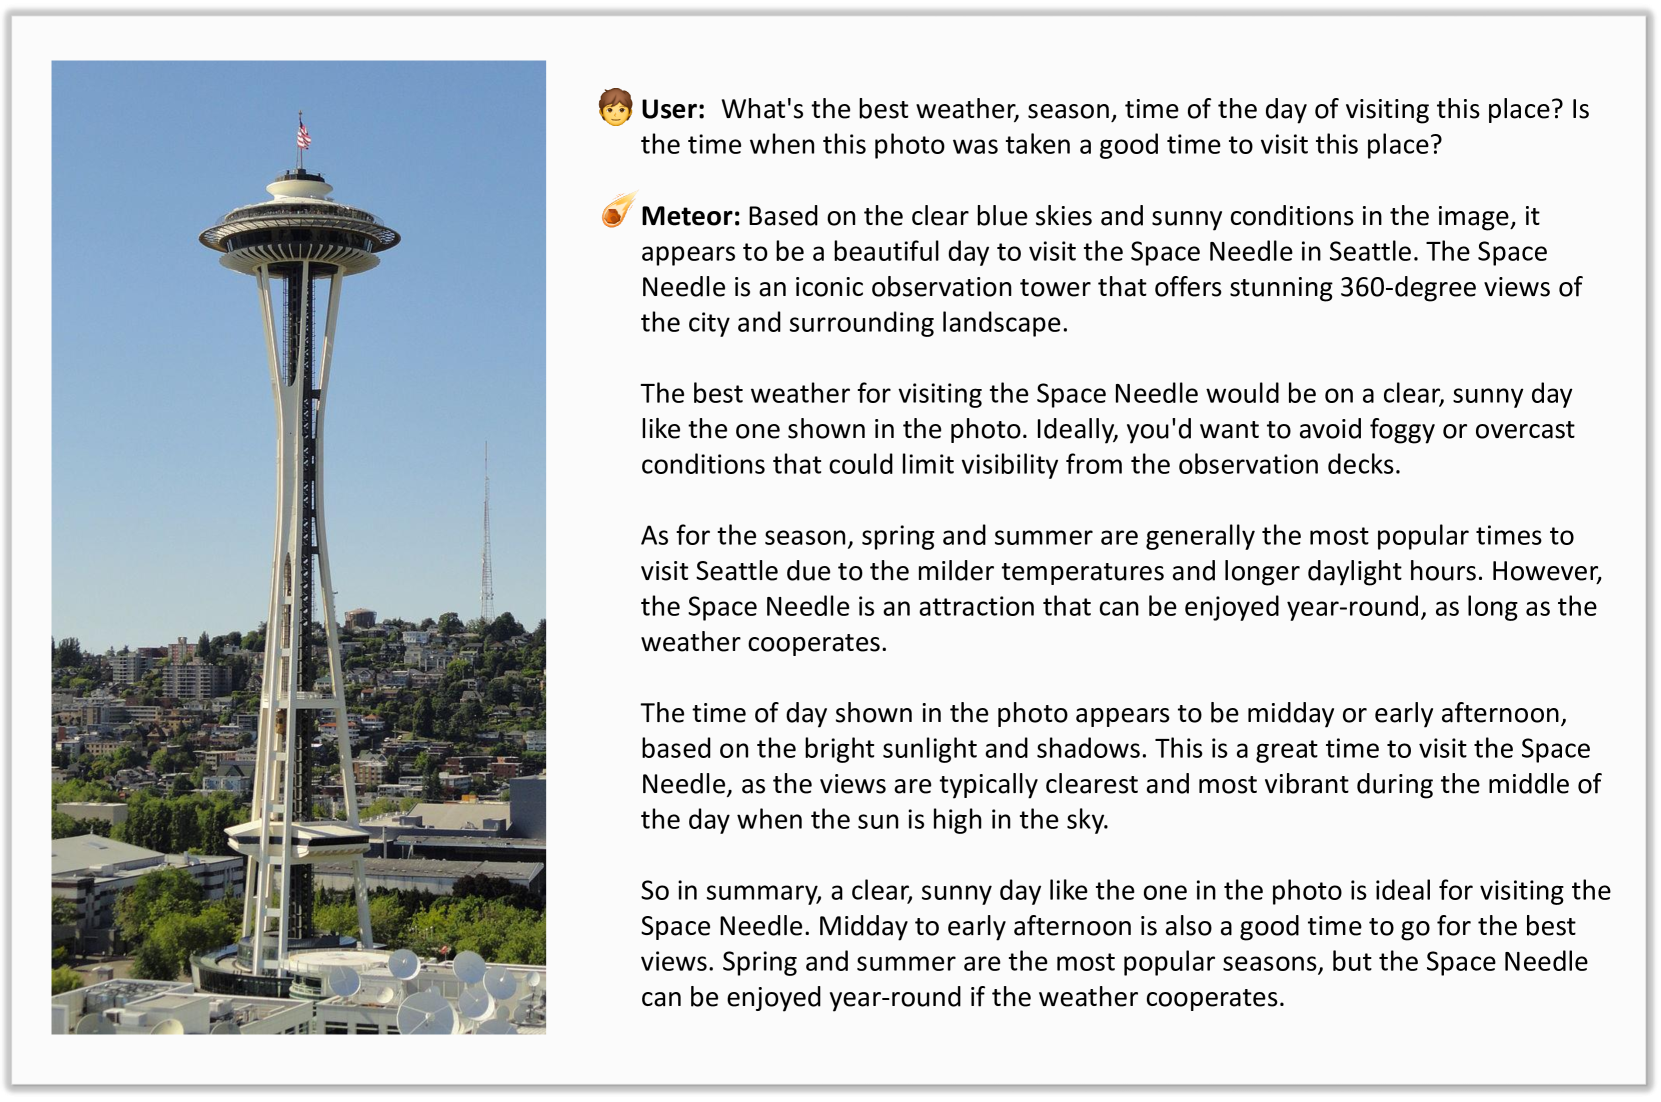 User: What's the best weather, season, time of the day of visiting this place? Is
the time when this photo was taken a good time to visit this place?
Meteor: Based on the clear blue skies and sunny conditions in the image, it
appears to be a beautiful day to visit the Space Needle in Seattle. The Space
Needle is an iconic observation tower that offers stunning 360-degree views of
the city and surrounding landscape.
The best weather for visiting the Space Needle would be on a clear, sunny day
like the one shown in the photo. Ideally, you'd want to avoid foggy or overcast
conditions that could limit visibility from the observation decks.
As for the season, spring and summer are generally the most popular times to
visit Seattle due to the milder temperatures and longer daylight hours. However,
the Space Needle is an attraction that can be enjoyed year-round, as long as the
weather cooperates.
The time of day shown in the photo appears to be midday or early afternoon,
based on the bright sunlight and shadows. This is a great time to visit the Space
Needle, as the views are typically clearest and most vibrant during the middle of
the day when the sun is high in the sky.
So in summary, a clear, sunny day like the one in the photo is ideal for visiting the
Space Needle. Midday to early afternoon is also a good time to go for the best
views. Spring and summer are the most popular seasons, but the Space Needle
can be enjoyed year-round if the weather cooperates.